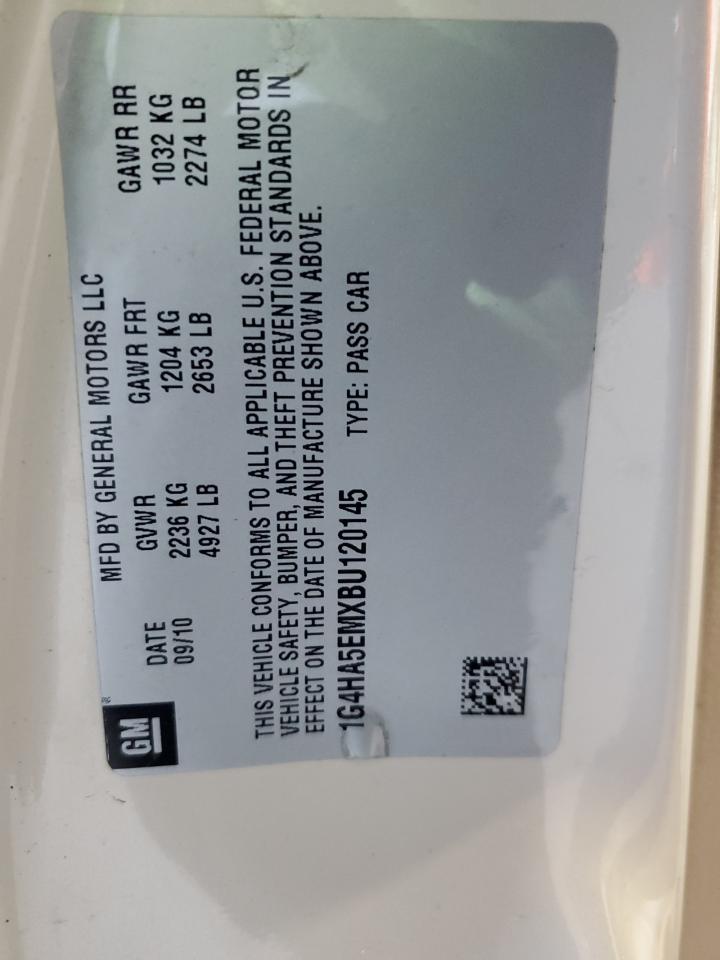 GM
MFD BY GENERAL MOTORS LLC
DATE GVWR GAWR FRT GAWR RR
09/10 2236 KG 1204 KG 1032 KG
4927 LB 2653 LB 2274 LB
THIS VEHICLE CONFORMS TO ALL APPLICABLE U.S. FEDERAL MOTOR
VEHICLE SAFETY, BUMPER, AND THEFT PREVENTION STANDARDS IN
EFFECT ON THE DATE OF MANUFACTURE SHOWN ABOVE.
1G4HA5EMXBU120145 TYPE: PASS CAR